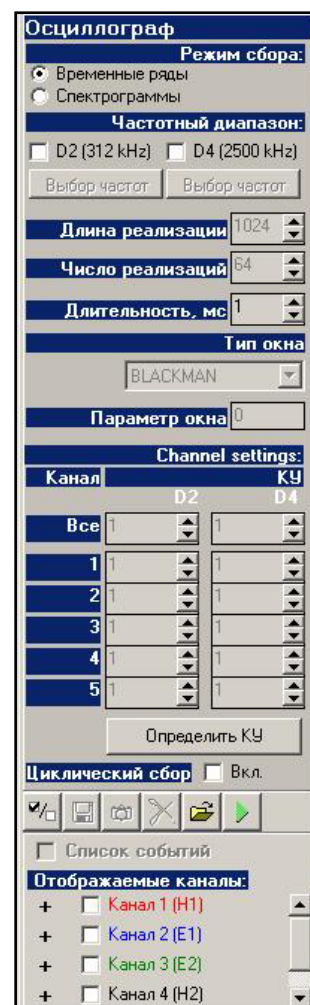 Осциллограф
Режим сбора:
Временные ряды
Спектрограммы
Частотный диапазон:
D2 (312 kHz) D4 (2500 kHz)
Выбор частот Выбор частот
Длина реализации 1024
Число реализаций 64
Длительность, мс 1
Тип окна
BLACKMAN
Параметр окна 0
Channel settings:
Канал КУ
D2 D4
Все 1 1
1 1 1
2 1 1
3 1 1
4 1 1
5 1 1
Определить КУ
Циклический сбор Вкл.
Список событий
Отображаемые каналы:
+ Канал 1 (H1)
+ Канал 2 (E1)
+ Канал 3 (E2)
+ Канал 4 (H2)